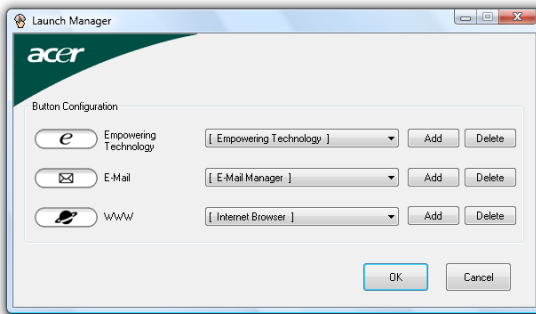 Launch Manager
acer
Button Configuration
e Empowering Technology [ Empowering Technology ] Add Delete
E-Mail [ E-Mail Manager ] Add Delete
WWW [ Internet Browser ] Add Delete
OK Cancel